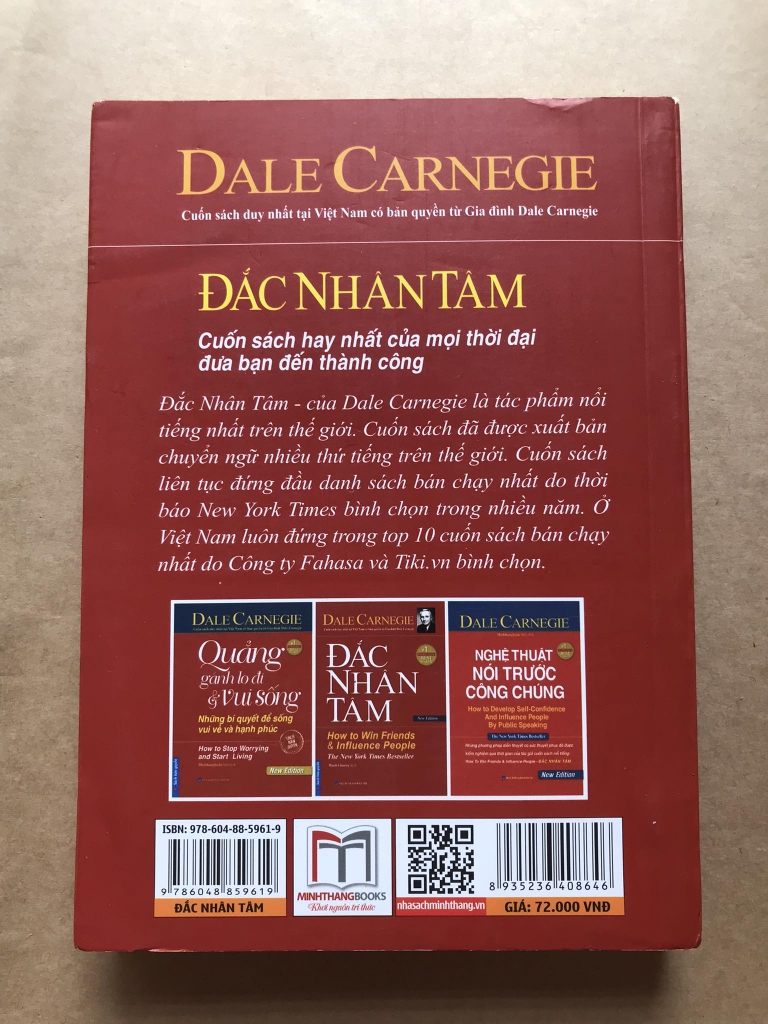 DALE CARNEGIE
Cuốn sách duy nhất tại Việt Nam có bản quyền từ Gia đình Dale Carnegie
ĐẮC NHÂN TÂM
Cuốn sách hay nhất của mọi thời đại
đưa bạn đến thành công
Đắc Nhân Tâm - của Dale Carnegie là tác phẩm nổi
tiếng nhất trên thế giới. Cuốn sách đã được xuất bản
chuyển ngữ nhiều thứ tiếng trên thế giới. Cuốn sách
liên tục đứng đầu danh sách bán chạy nhất do thời
báo New York Times bình chọn trong nhiều năm. Ở
Việt Nam luôn đứng trong top 10 cuốn sách bán chạy
nhất do Công ty Fahasa và Tiki.vn bình chọn.
DALE CARNEGIE
Quẳng
gánh lo đi
& vui sống
Những bí quyết để sống
vui vẻ và hạnh phúc
How to Stop Worrying
and Start Living
New Edition
DALE CARNEGIE
ĐẮC
NHÂN
TÂM
New Edition
How to Win Friends
& Influence People
The New York Times Bestseller
DALE CARNEGIE
NGHỆ THUẬT
NÓI TRƯỚC
CÔNG CHÚNG
How to Develop Self-Confidence
And Influence People
By Public Speaking
The New York Times Bestseller
New Edition
ISBN: 978-604-88-5961-9
9 786048 859619
ĐẮC NHÂN TÂM
MINHTHANGBOOKS
Khơi nguồn tri thức
nhasachminhthang.vn
8 935236 408646
GIÁ: 72.000 VNĐ